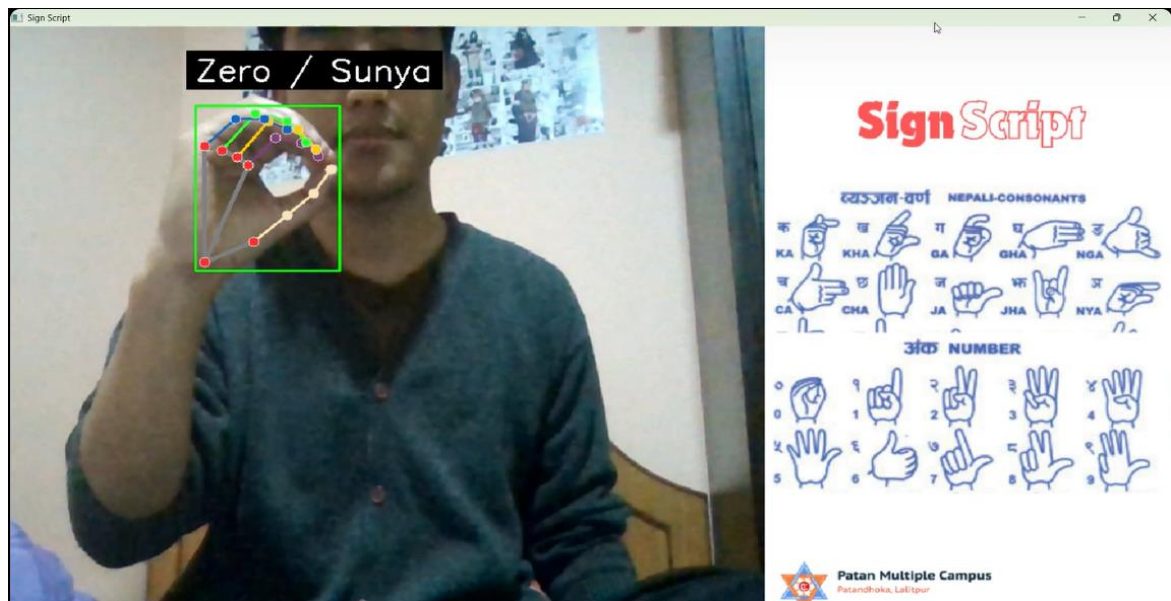 Sign Script
Zero / Sunya
Sign Script
व्यञ्जन-वर्ण NEPALI-CONSONANTS
क ख ग घ ङ
KA KHA GA GHA NGA
च छ ज झ ञ
CA CHA JA JHA NYA
अंक NUMBER
० १ २ ३ ४
0 1 2 3 4
५ ६ ७ ८ ९
5 6 7 8 9
Patan Multiple Campus
Patandhoka, Lalitpur